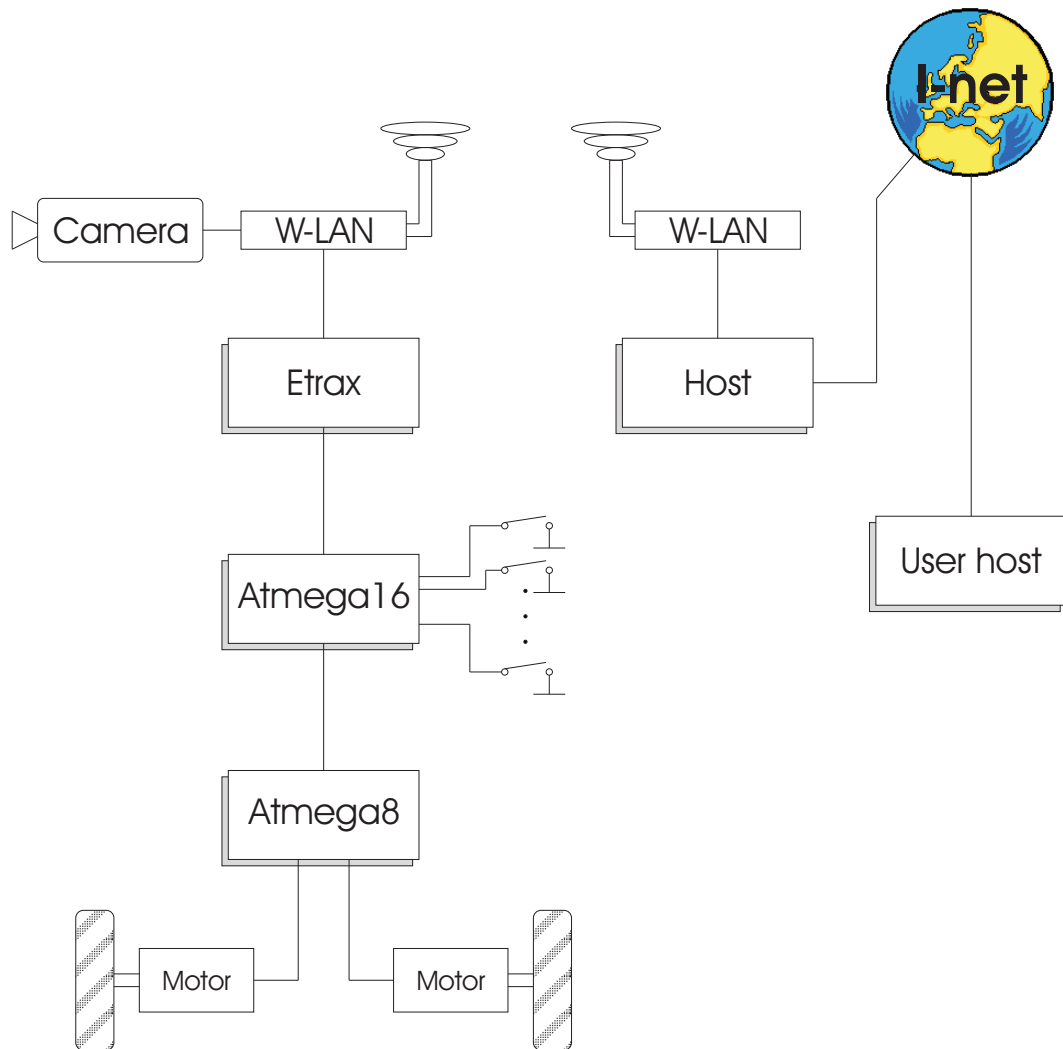 I-net
Camera
W-LAN
W-LAN
Etrax
Host
User host
Atmega16
Atmega8
Motor
Motor